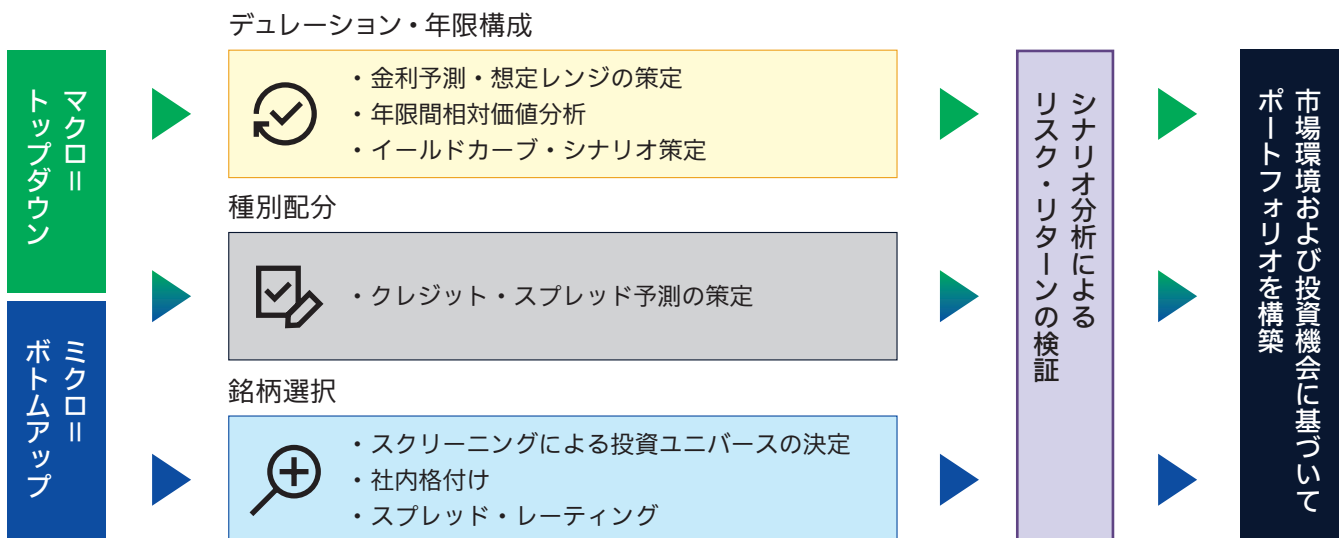 マクロ＝
トップダウン
ミクロ＝
ボトムアップ
デュレーション・年限構成
・金利予測・想定レンジの策定
・年限間相対価値分析
・イールドカーブ・シナリオ策定
種別配分
・クレジット・スプレッド予測の策定
銘柄選択
・スクリーニングによる投資ユニバースの決定
・社内格付け
・スプレッド・レーティング
シナリオ分析による
リスク・リターンの検証
市場環境および投資機会に基づいて
ポートフォリオを構築